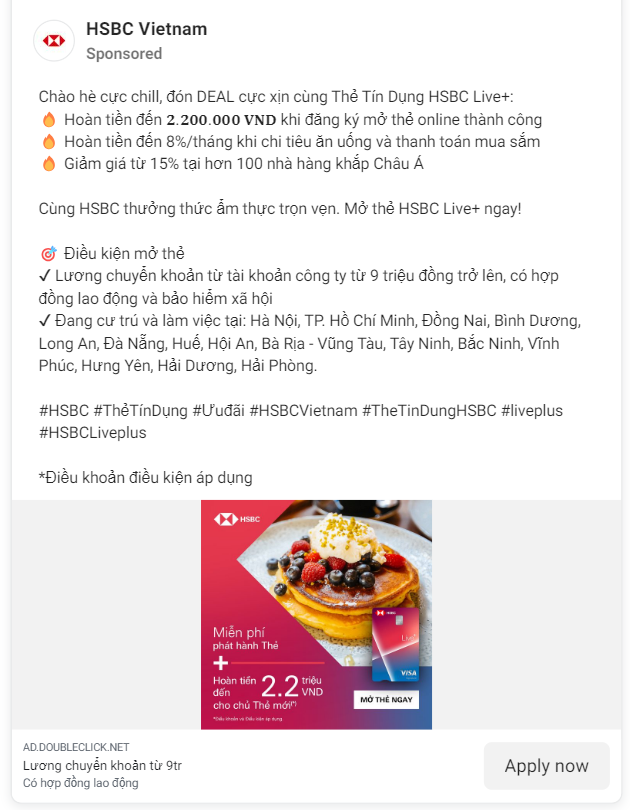 HSBC Vietnam
Sponsored
Chào hè cực chill, đón DEAL cực xịn cùng Thẻ Tín Dụng HSBC Live+:
🔥 Hoàn tiền đến 𝟐.𝟐𝟎𝟎.𝟎𝟎𝟎 𝐕𝐍𝐃 khi đăng ký mở thẻ online thành công
🔥 Hoàn tiền đến 8%/tháng khi chi tiêu ăn uống và thanh toán mua sắm
🔥 Giảm giá từ 15% tại hơn 100 nhà hàng khắp Châu Á
Cùng HSBC thưởng thức ẩm thực trọn vẹn. Mở thẻ HSBC Live+ ngay!
🎯 Điều kiện mở thẻ
✓ Lương chuyển khoản từ tài khoản công ty từ 9 triệu đồng trở lên, có hợp
đồng lao động và bảo hiểm xã hội
✓ Đang cư trú và làm việc tại: Hà Nội, TP. Hồ Chí Minh, Đồng Nai, Bình Dương,
Long An, Đà Nẵng, Huế, Hội An, Bà Rịa - Vũng Tàu, Tây Ninh, Bắc Ninh, Vĩnh
Phúc, Hưng Yên, Hải Dương, Hải Phòng.
#HSBC #ThẻTínDụng #Ưuđãi #HSBCVietnam #TheTinDungHSBC #liveplus
#HSBCLiveplus
*Điều khoản điều kiện áp dụng
HSBC
Miễn phí
phát hành Thẻ
+
Hoàn tiền
đến 2.2 triệu VND
cho chủ Thẻ mới(*)
*Điều khoản và Điều kiện áp dụng
HSBC
Live+
VISA
MỞ THẺ NGAY
AD.DOUBLECLICK.NET
Lương chuyển khoản từ 9tr
Có hợp đồng lao động
Apply now